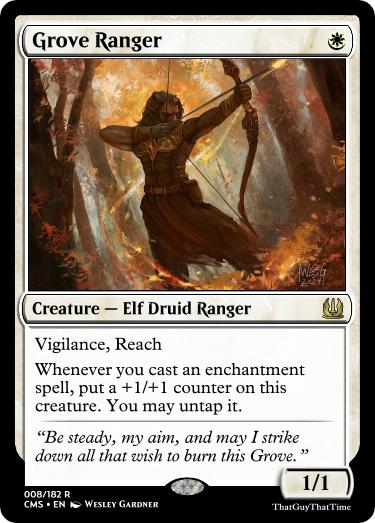 Grove Ranger
WESG
2024
Creature — Elf Druid Ranger
Vigilance, Reach
Whenever you cast an enchantment
spell, put a +1/+1 counter on this
creature. You may untap it.
“Be steady, my aim, and may I strike
down all that wish to burn this Grove.”
1/1
008/182 R
CMS • EN Wesley Gardner
ThatGuyThatTime